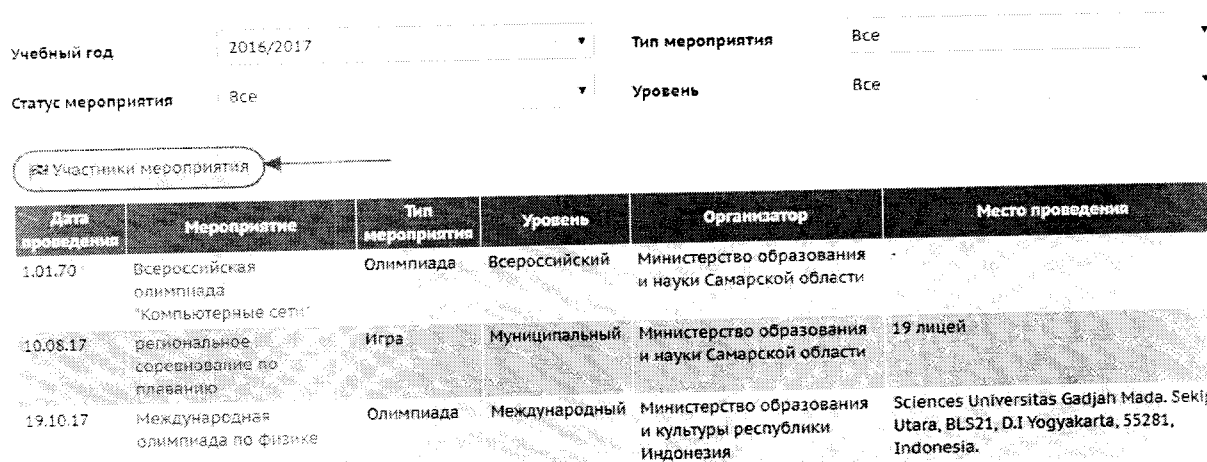 Учебный год 2016/2017 Тип мероприятия Все
Статус мероприятия Все Уровень Все
Участники мероприятия
Дата проведения Мероприятие Тип мероприятия Уровень Организатор Место проведения
1.01.70 Всероссийская Олимпиада Всероссийский Министерство образования -
олимпиада и науки Самарской области
"Компьютерные сети"
10.08.17 региональное Игра Муниципальный Министерство образования 19 лицей
соревнование по и науки Самарской области
плаванию
19.10.17 Международная Олимпиада Международный Министерство образования Sciences Universitas Gadjah Mada. Sekip
олимпиада по физике и культуры республики Utara, BLS21, D.I Yogyakarta, 55281,
Индонезия Indonesia.